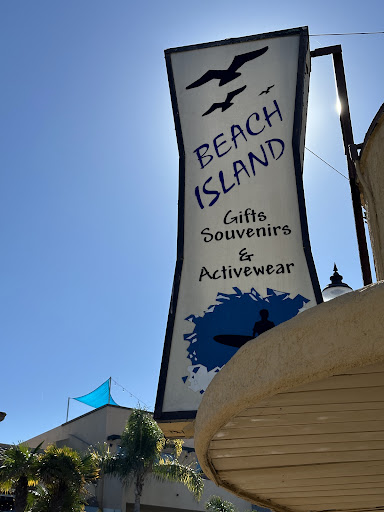 BEACH
ISLAND
Gifts
Souvenirs
&
Activewear